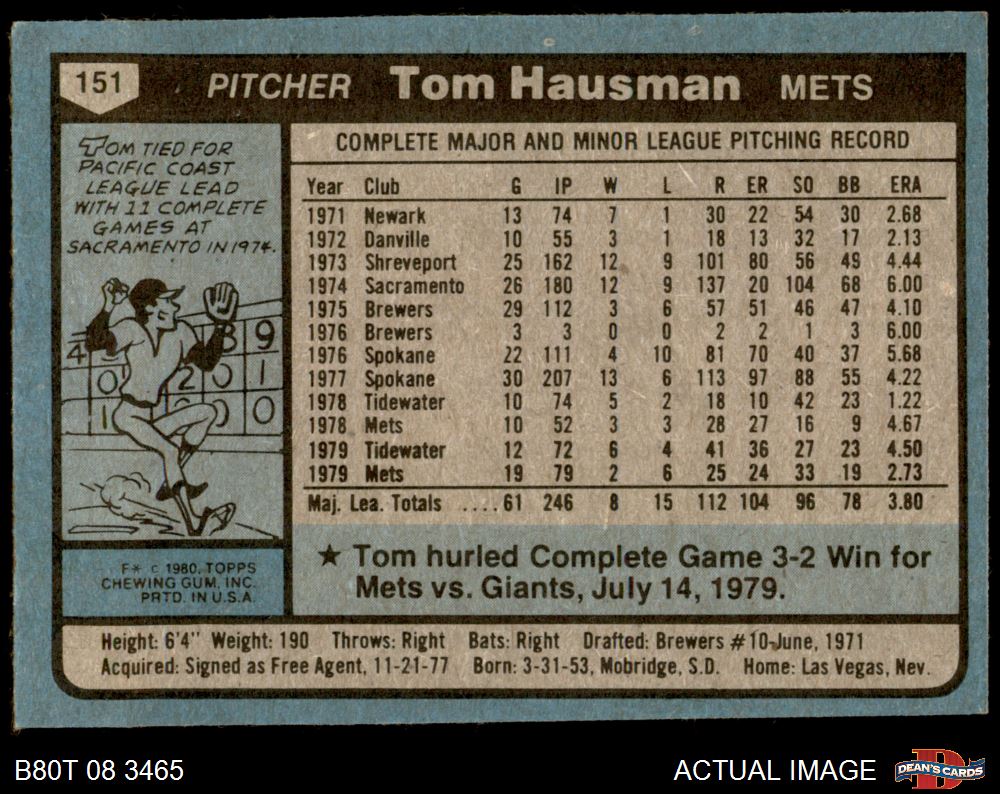 151 PITCHER Tom Hausman METS
TOM TIED FOR
PACIFIC COAST
LEAGUE LEAD
WITH 11 COMPLETE
GAMES AT
SACRAMENTO IN 1974.
4 8 9
0 2 0 1
1 0 0
F* © 1980, TOPPS
CHEWING GUM, INC.
PRTD. IN U.S.A.
COMPLETE MAJOR AND MINOR LEAGUE PITCHING RECORD
Year Club G IP W L R ER SO BB ERA
1971 Newark 13 74 7 1 30 22 54 30 2.68
1972 Danville 10 55 3 1 18 13 32 17 2.13
1973 Shreveport 25 162 12 9 101 80 56 49 4.44
1974 Sacramento 26 180 12 9 137 20 104 68 6.00
1975 Brewers 29 112 3 6 57 51 46 47 4.10
1976 Brewers 3 3 0 0 2 2 1 3 6.00
1976 Spokane 22 111 4 10 81 70 40 37 5.68
1977 Spokane 30 207 13 6 113 97 88 55 4.22
1978 Tidewater 10 74 5 2 18 10 42 23 1.22
1978 Mets 10 52 3 3 28 27 16 9 4.67
1979 Tidewater 12 72 6 4 41 36 27 23 4.50
1979 Mets 19 79 2 6 25 24 33 19 2.73
Maj. Lea. Totals ....61 246 8 15 112 104 96 78 3.80
★ Tom hurled Complete Game 3-2 Win for
Mets vs. Giants, July 14, 1979.
Height: 6'4" Weight: 190 Throws: Right Bats: Right Drafted: Brewers #10-June, 1971
Acquired: Signed as Free Agent, 11-21-77 Born: 3-31-53, Mobridge, S.D. Home: Las Vegas, Nev.
B80T 08 3465 ACTUAL IMAGE DEAN'S CARDS